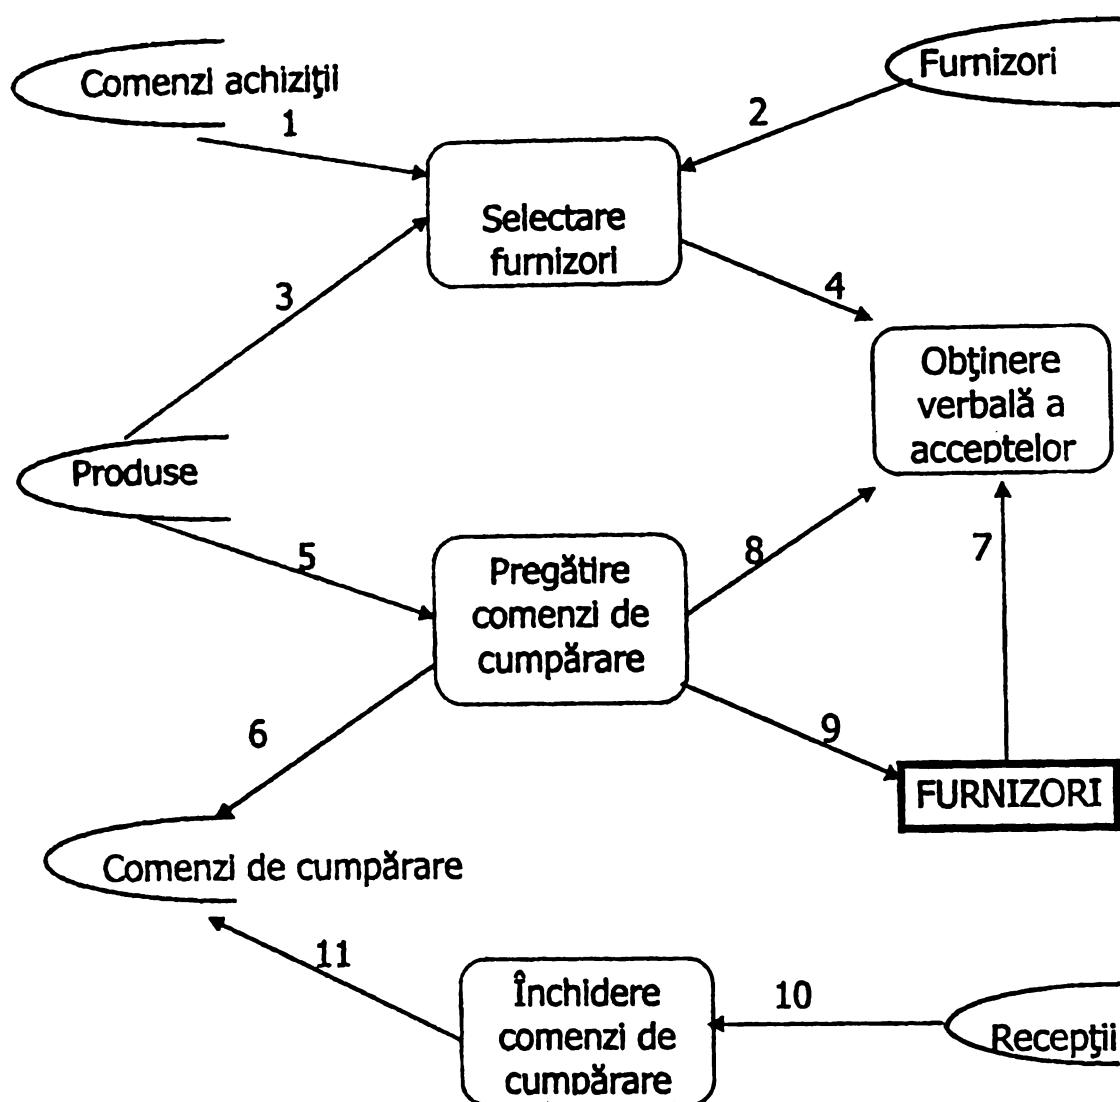 Comenzi achiziţii
Furnizori
1
2
Selectare
furnizori
3
4
Obţinere
verbală a
acceptelor
Produse
5
Pregătire
comenzi de
cumpărare
8
7
6
9
FURNIZORI
Comenzi de cumpărare
11
Închidere
comenzi de
cumpărare
10
Recepţii